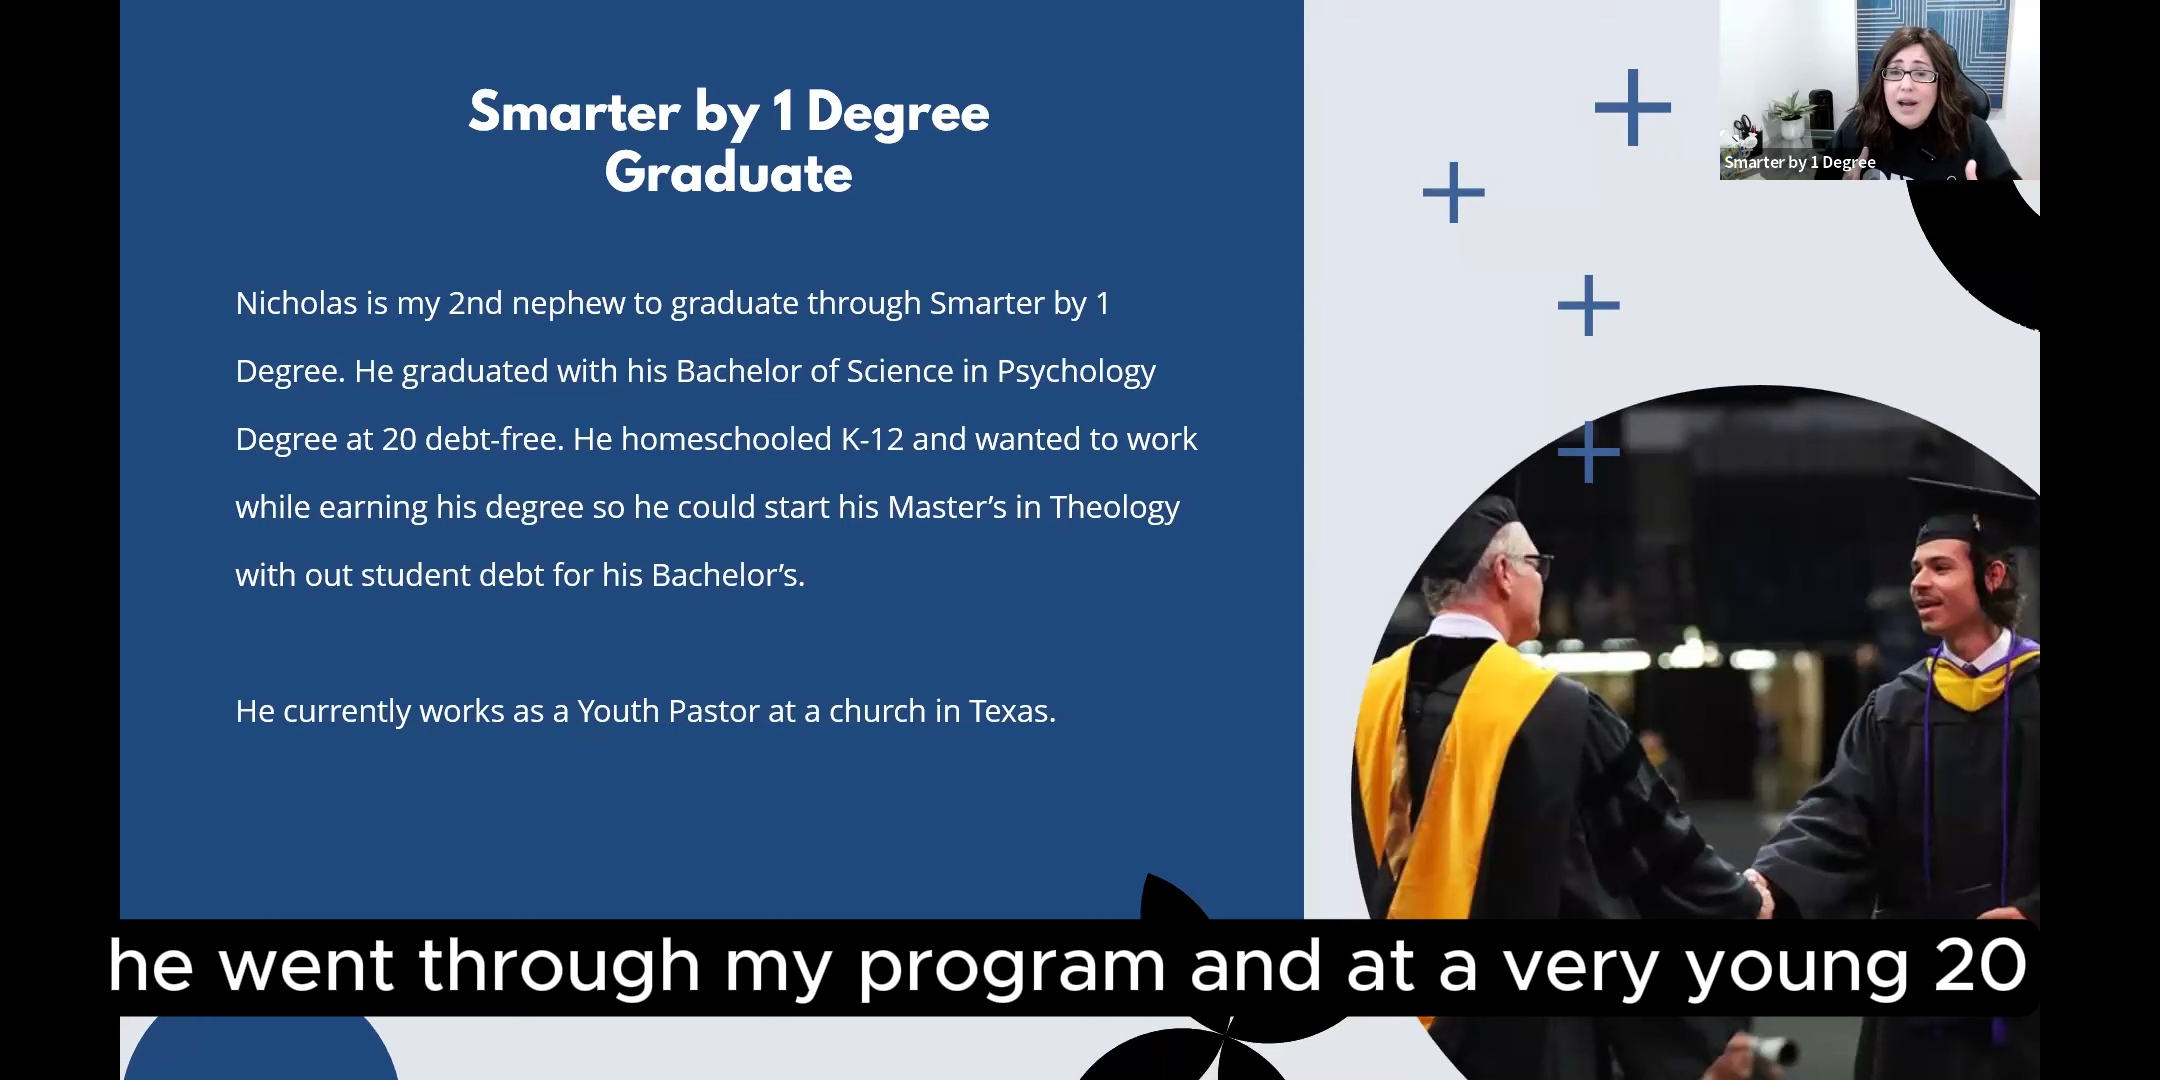 Smarter by 1 Degree
Graduate
Smarter by 1 Degree
Nicholas is my 2nd nephew to graduate through Smarter by 1
Degree. He graduated with his Bachelor of Science in Psychology
Degree at 20 debt-free. He homeschooled K-12 and wanted to work
while earning his degree so he could start his Master’s in Theology
with out student debt for his Bachelor’s.
He currently works as a Youth Pastor at a church in Texas.
he went through my program and at a very young 20